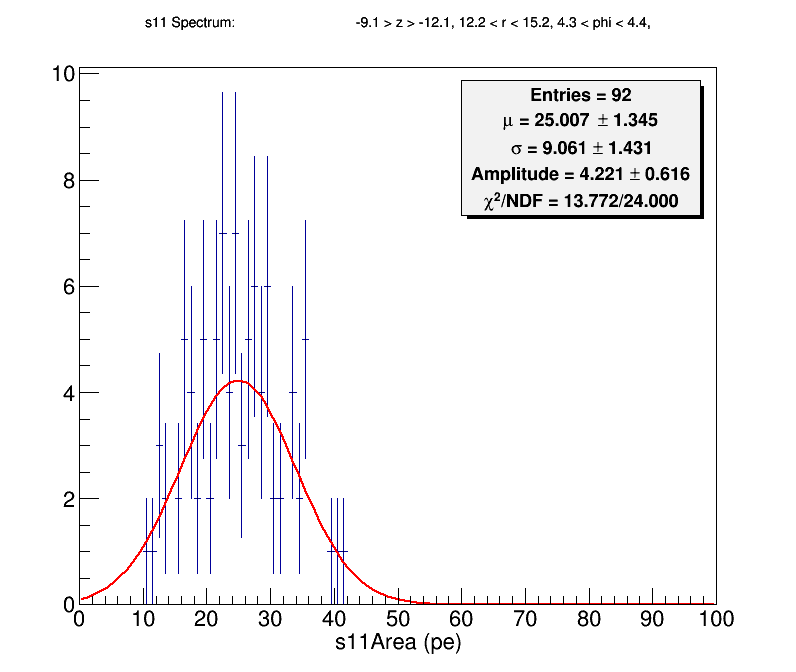 s11 Spectrum: -9.1 > z > -12.1, 12.2 < r < 15.2, 4.3 < phi < 4.4,
Entries = 92
μ = 25.007 ± 1.345
σ = 9.061 ± 1.431
Amplitude = 4.221 ± 0.616
χ²/NDF = 13.772/24.000
10
8
6
4
2
0
0 10 20 30 40 50 60 70 80 90 100
s11Area (pe)